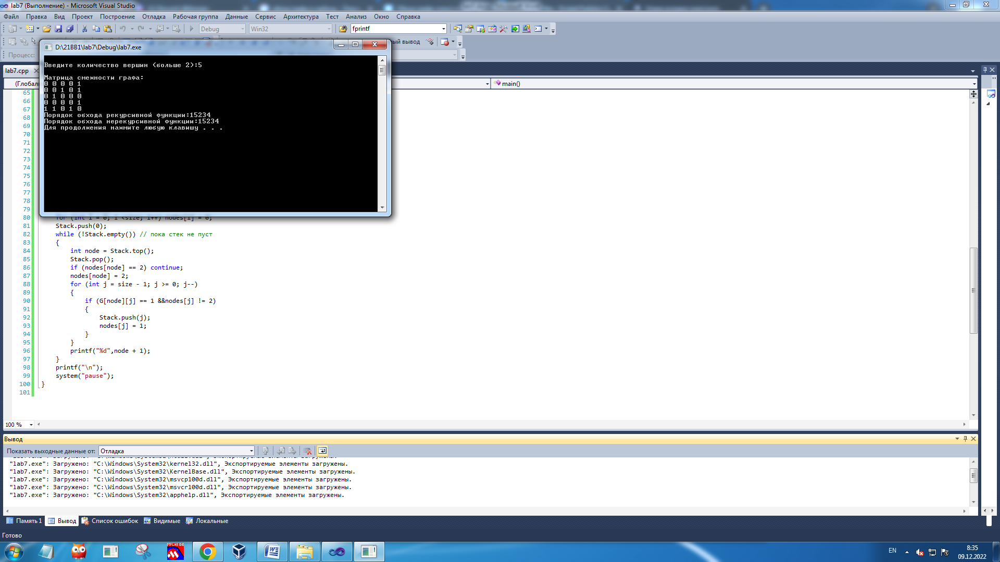 lab7 (Выполнение) - Microsoft Visual Studio
Файл Правка Вид Проект Построение Отладка Рабочая группа Данные Сервис Архитектура Тест Анализ Окно Справка
Debug Win32 fprintf
вывод
Процесс:
D:\21ВВ1\lab7\Debug\lab7.exe
Введите количество вершин (больше 2):5
Матрица смежности графа:
0 0 0 0 1
0 0 1 0 1
0 1 0 0 0
0 0 0 0 1
1 1 0 1 0
Порядок обхода рекурсивной функции:15234
Порядок обхода нерекурсивной функции:15234
Для продолжения нажмите любую клавишу . . .
lab7.cpp
main()
65
66
67
68
69
70
71
72
73
74
75
76
77
78
79
80 for (int i = 0; i <size; i++) nodes[i] = 0;
81 Stack.push(0);
82 while (!Stack.empty()) // пока стек не пуст
83 {
84 int node = Stack.top();
85 Stack.pop();
86 if (nodes[node] == 2) continue;
87 nodes[node] = 2;
88 for (int j = size - 1; j >= 0; j--)
89 {
90 if (G[node][j] == 1 &&nodes[j] != 2)
91 {
92 Stack.push(j);
93 nodes[j] = 1;
94 }
95 }
96 printf("%d",node + 1);
97 }
98 printf("\n");
99 system("pause");
100 }
101
100 %
Вывод
Показать выходные данные от: Отладка
"lab7.exe": Загружено: "C:\Windows\System32\kernel32.dll", Экспортируемые элементы загружены.
"lab7.exe": Загружено: "C:\Windows\System32\KernelBase.dll", Экспортируемые элементы загружены.
"lab7.exe": Загружено: "C:\Windows\System32\msvcp100d.dll", Экспортируемые элементы загружены.
"lab7.exe": Загружено: "C:\Windows\System32\msvcr100d.dll", Экспортируемые элементы загружены.
"lab7.exe": Загружено: "C:\Windows\System32\apphelp.dll", Экспортируемые элементы загружены.
Память 1 Вывод Список ошибок Видимые Локальные
Готово
MPLAB IDE
EN
8:35
09.12.2022